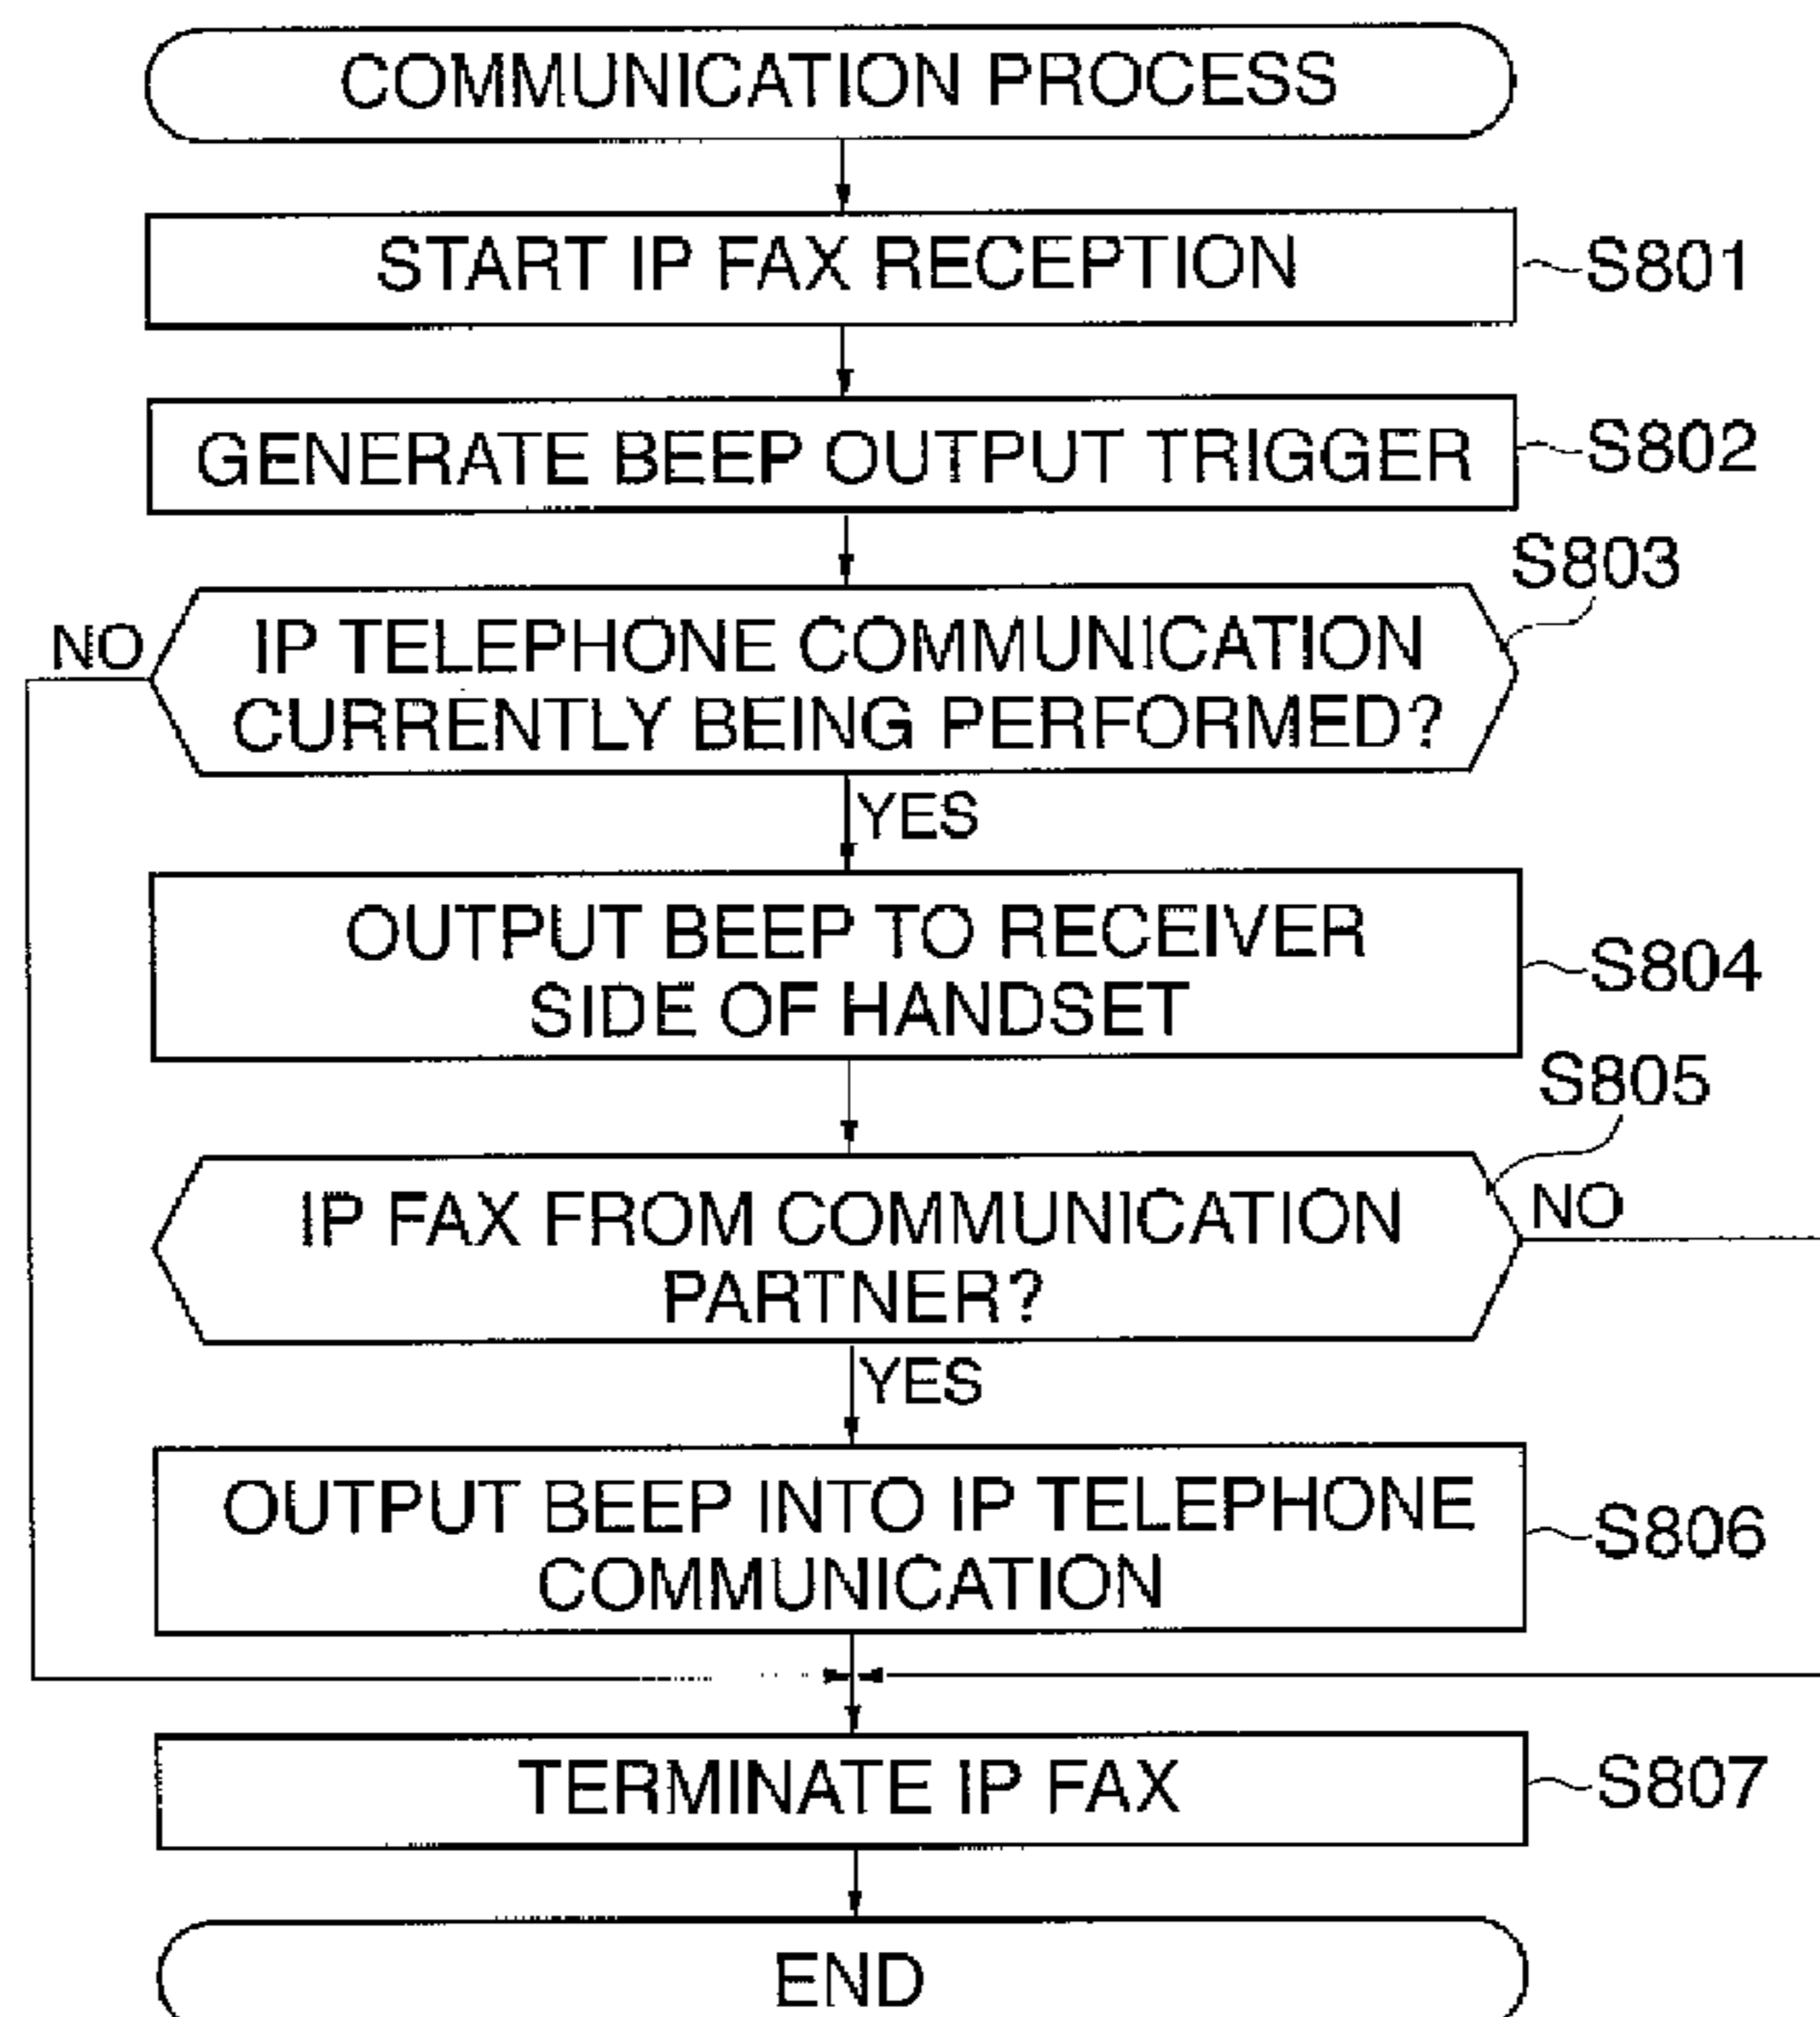 COMMUNICATION PROCESS
START IP FAX RECEPTION
S801
GENERATE BEEP OUTPUT TRIGGER
S802
S803
NO
IP TELEPHONE COMMUNICATION
CURRENTLY BEING PERFORMED?
YES
OUTPUT BEEP TO RECEIVER
SIDE OF HANDSET
S804
S805
IP FAX FROM COMMUNICATION
PARTNER?
NO
YES
OUTPUT BEEP INTO IP TELEPHONE
COMMUNICATION
S806
TERMINATE IP FAX
S807
END